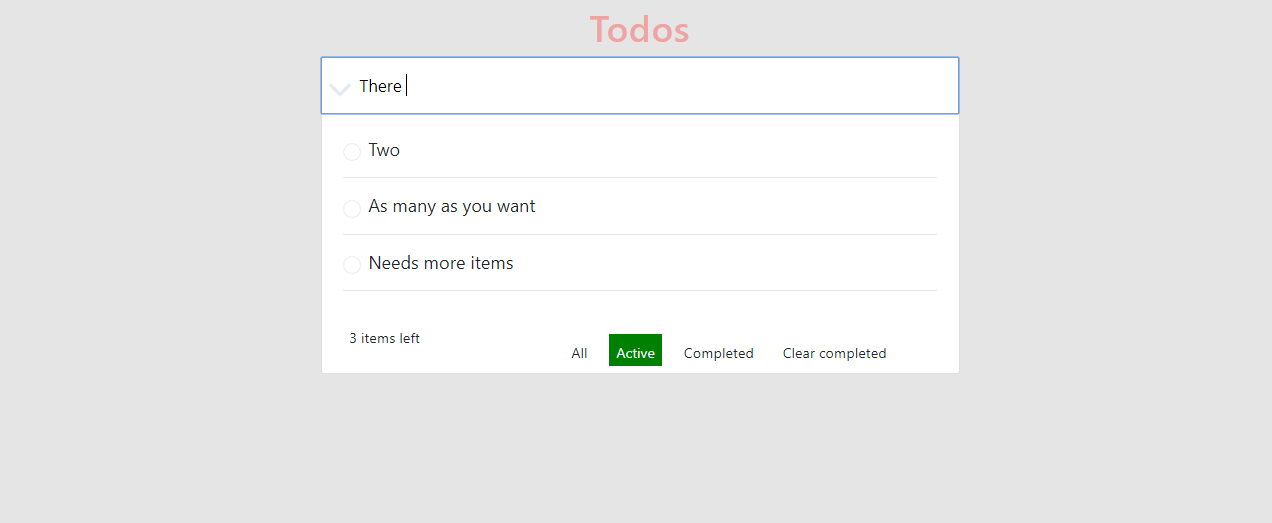 Todos
There
Two
As many as you want
Needs more items
3 items left
All Active Completed Clear completed